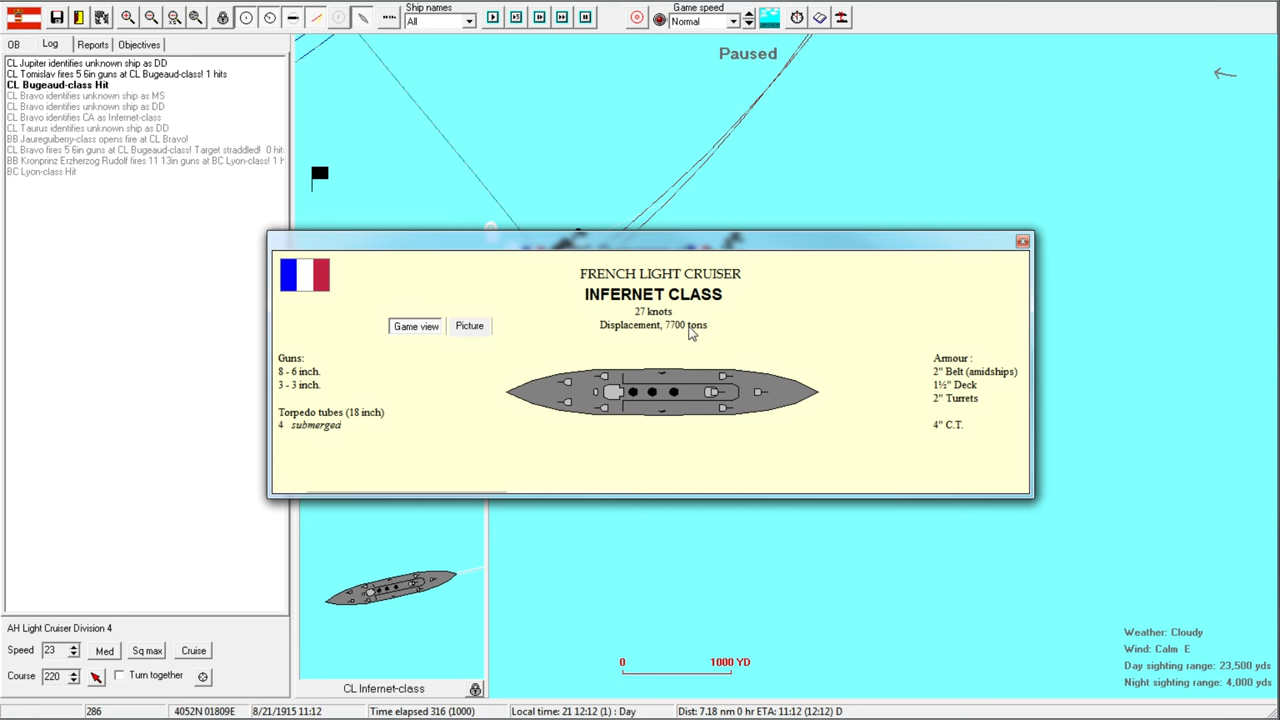 Ship names
All
Game speed
Normal
OB
Log
Reports
Objectives
CL Jupiter identifies unknown ship as DD
CL Tomislav fires 5 6in guns at CL Bugeaud-class! 1 hits
CL Bugeaud-class Hit
CL Bravo identifies unknown ship as MS
CL Bravo identifies unknown ship as DD
CL Bravo identifies CA as Infernet-class
CL Taurus identifies unknown ship as DD
BB Jaureguiberry-class opens fire at CL Bravo!
CL Bravo fires 5 6in guns at CL Bugeaud-class! Target straddled! 0 hit
BB Kronprinz Erzherzog Rudolf fires 11 13in guns at BC Lyon-class! 1 h
BC Lyon-class Hit
Paused
FRENCH LIGHT CRUISER
INFERNET CLASS
27 knots
Displacement, 7700 tons
Game view
Picture
Guns:
8 - 6 inch.
3 - 3 inch.
Torpedo tubes (18 inch)
4 submerged
Armour :
2" Belt (amidships)
1½" Deck
2" Turrets
4" C.T.
AH Light Cruiser Division 4
Speed 23 Med Sq max Cruise
Course 220 Turn together
CL Infernet-class
0 1000 YD
Weather: Cloudy
Wind: Calm E
Day sighting range: 23,500 yds
Night sighting range: 4,000 yds
286
4052N 01809E
8/21/1915 11:12
Time elapsed 316 (1000)
Local time: 21 12:12 (1) : Day
Dist: 7.18 nm 0 hr ETA: 11:12 (12:12) D